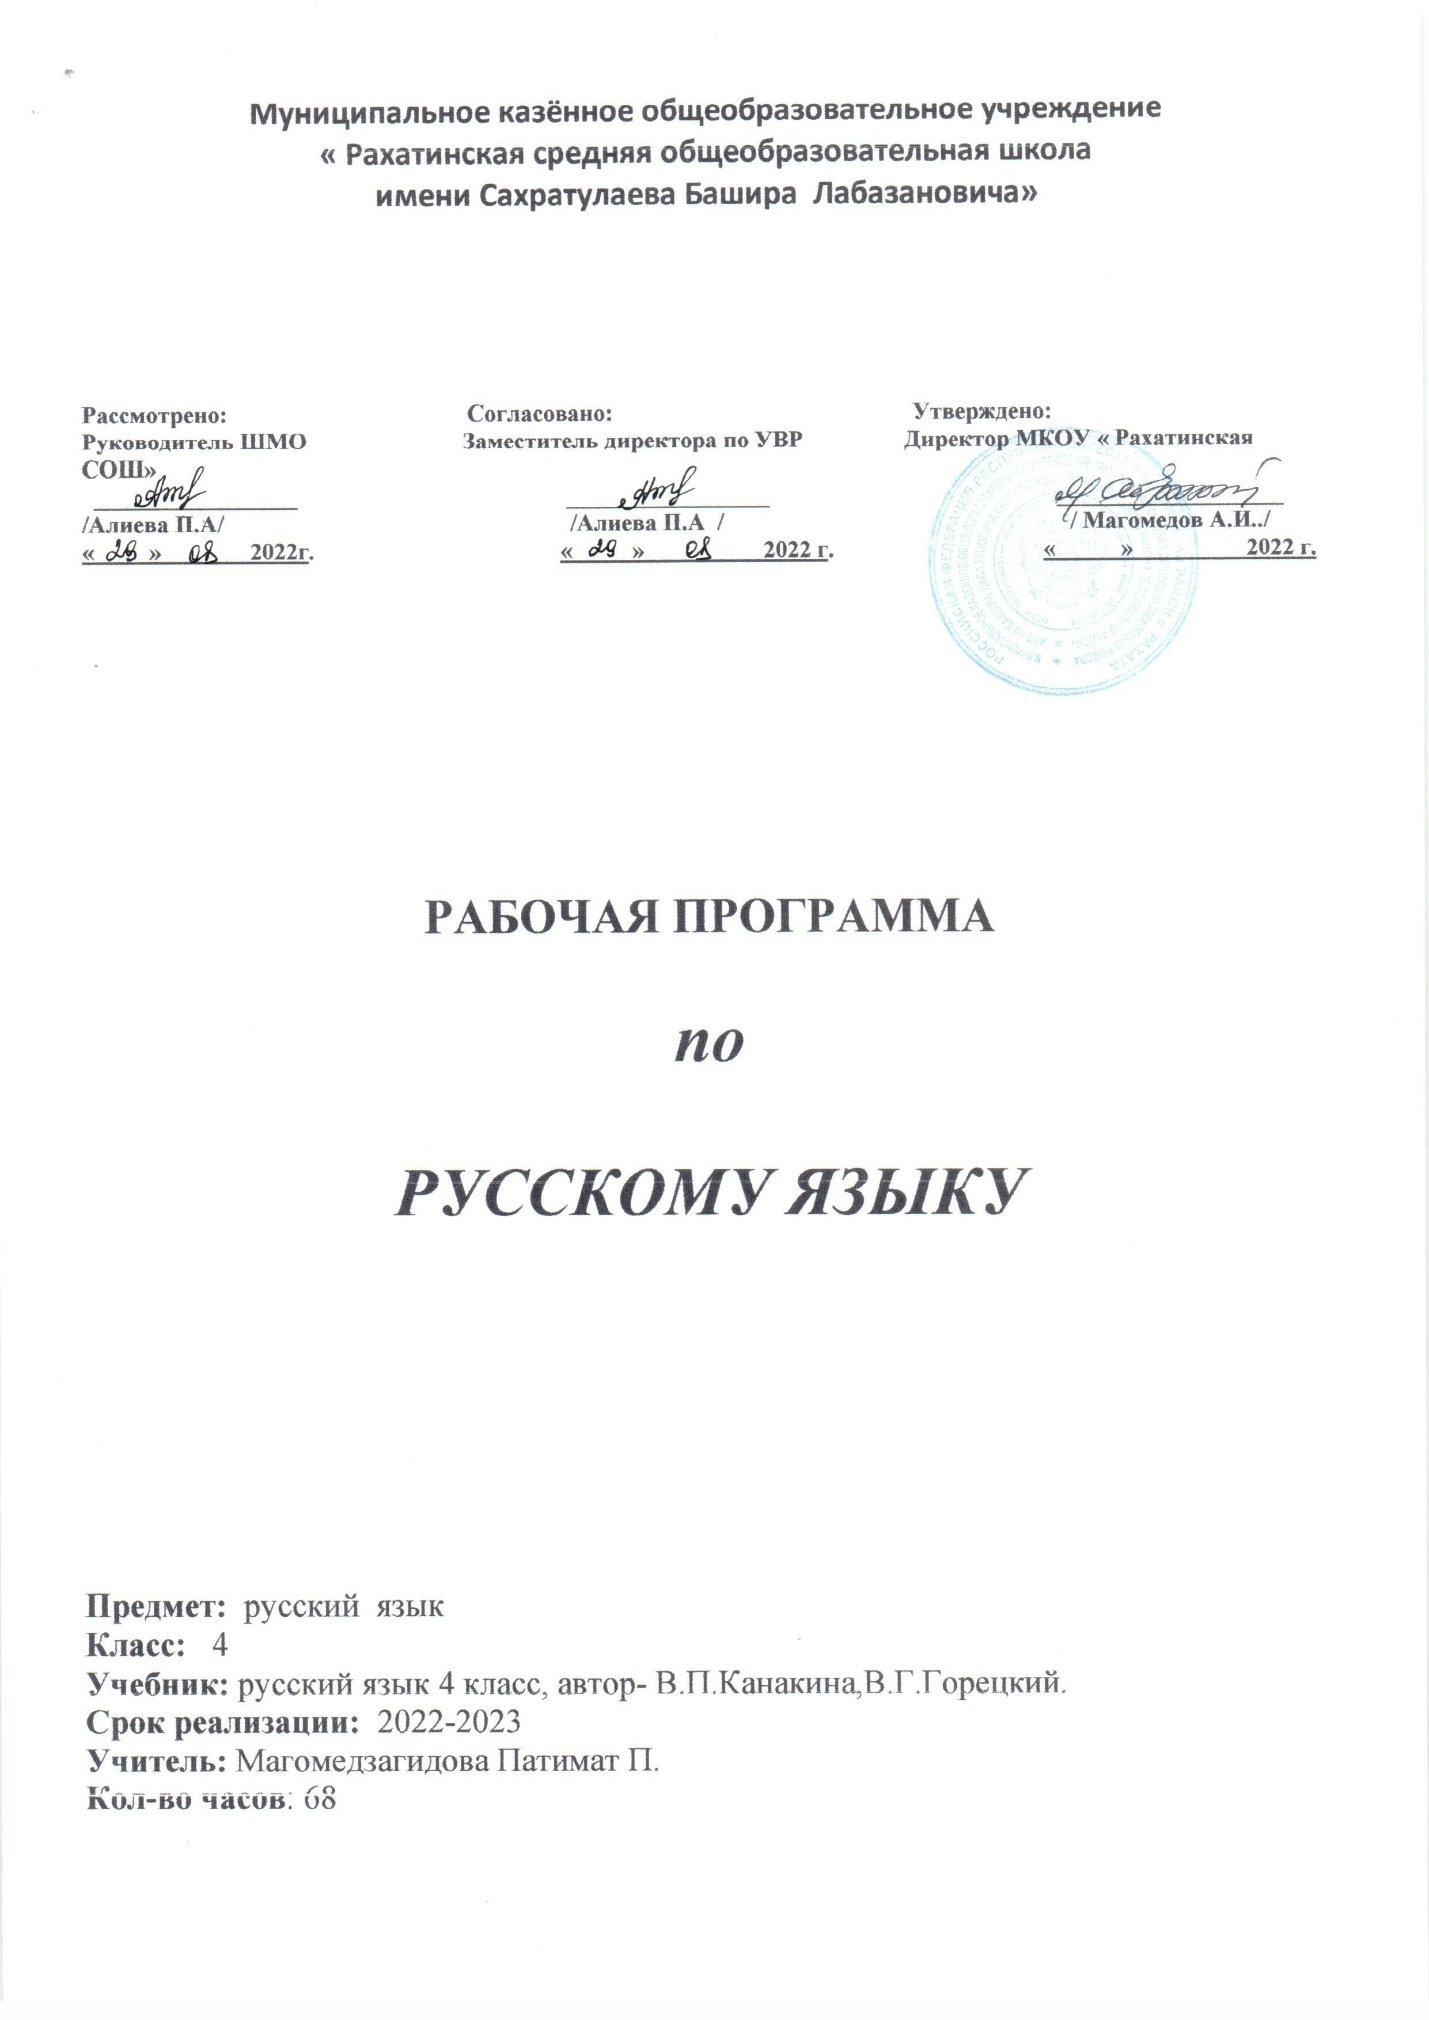 Муниципальное казённое общеобразовательное учреждение
« Рахатинская средняя общеобразовательная школа
имени Сахратулаева Башира Лабазановича»
Рассмотрено: Согласовано: Утверждено:
Руководитель ШМО Заместитель директора по УВР Директор МКОУ « Рахатинская
СОШ»
/Алиева П.А/ /Алиева П.А / / Магомедов А.И../
« 29 » 08 2022г. « 29 » 08 2022 г. « » 2022 г.
РОССИЙСКАЯ ФЕДЕРАЦИЯ
РАБОЧАЯ ПРОГРАММА
по
РУССКОМУ ЯЗЫКУ
Предмет: русский язык
Класс: 4
Учебник: русский язык 4 класс, автор- В.П.Канакина,В.Г.Горецкий.
Срок реализации: 2022-2023
Учитель: Магомедзагидова Патимат П.
Кол-во часов: 68